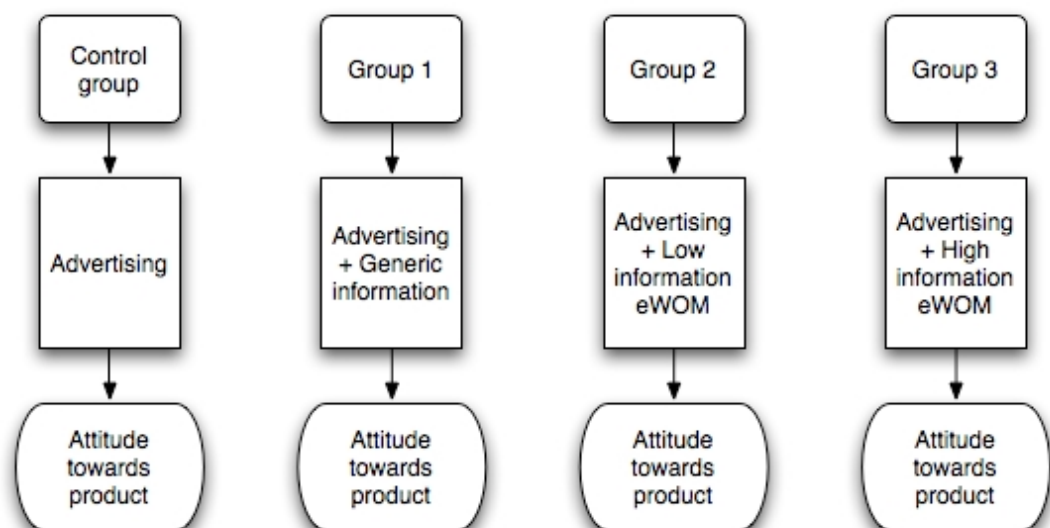 Control
group
Group 1
Group 2
Group 3
Advertising
Advertising
+ Generic
information
Advertising
+ Low
information
eWOM
Advertising
+ High
information
eWOM
Attitude
towards
product
Attitude
towards
product
Attitude
towards
product
Attitude
towards
product